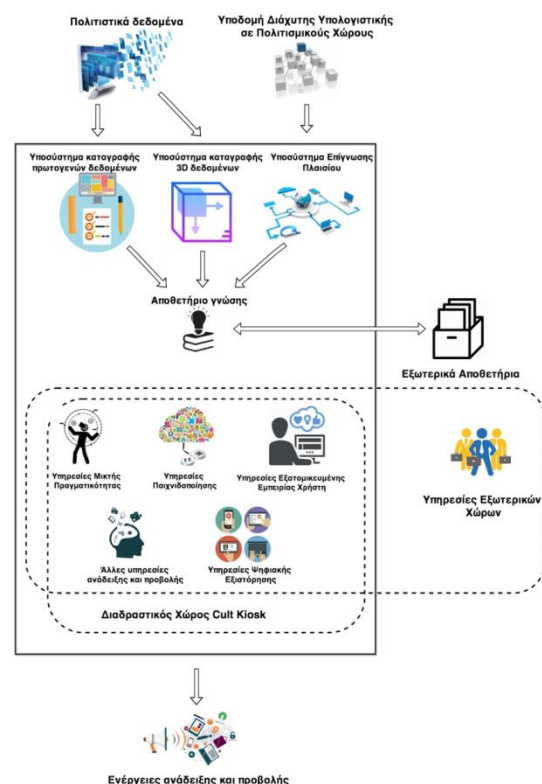 Πολιτιστικά δεδομένα
Υποδομή Διάχυτης Υπολογιστικής
σε Πολιτισμικούς Χώρους
Υποσύστημα καταγραφής
πρωτογενών δεδομένων
Υποσύστημα καταγραφής
3D δεδομένων
Υποσύστημα Επίγνωσης
Πλαισίου
Αποθετήριο γνώσης
Εξωτερικά Αποθετήρια
Υπηρεσίες Μικτής
Πραγματικότητας
Υπηρεσίες
Παιχνιδοποίησης
Υπηρεσίες Εξατομικευμένης
Εμπειρίας Χρήστη
Υπηρεσίες Εξωτερικών
Χώρων
Άλλες υπηρεσίες
ανάδειξης και προβολής
Υπηρεσίες Ψηφιακής
Εξιστόρησης
Διαδραστικός Χώρος Cult Kiosk
Ενέργειες ανάδειξης και προβολής